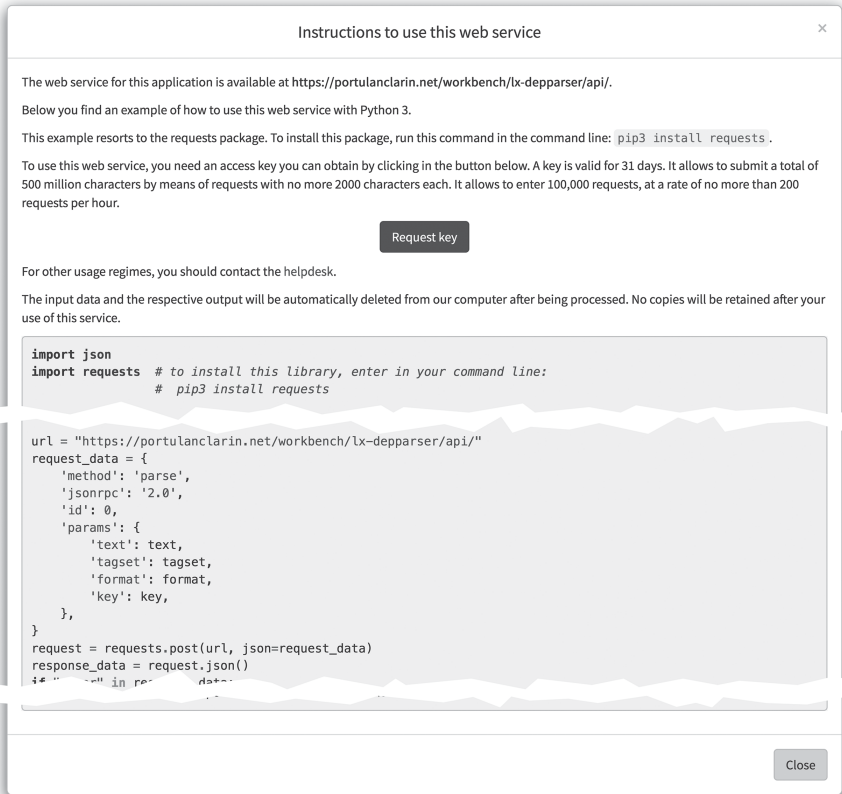 Instructions to use this web service
×
The web service for this application is available at https://portulanclarin.net/workbench/lx-depparser/api/.
Below you find an example of how to use this web service with Python 3.
This example resorts to the requests package. To install this package, run this command in the command line: pip3 install requests .
To use this web service, you need an access key you can obtain by clicking in the button below. A key is valid for 31 days. It allows to submit a total of
500 million characters by means of requests with no more 2000 characters each. It allows to enter 100,000 requests, at a rate of no more than 200
requests per hour.
Request key
For other usage regimes, you should contact the helpdesk.
The input data and the respective output will be automatically deleted from our computer after being processed. No copies will be retained after your
use of this service.
import json
import requests  # to install this library, enter in your command line:
                 #  pip3 install requests
url = "https://portulanclarin.net/workbench/lx-depparser/api/"
request_data = {
    'method': 'parse',
    'jsonrpc': '2.0',
    'id': 0,
    'params': {
        'text': text,
        'tagset': tagset,
        'format': format,
        'key': key,
    },
}
request = requests.post(url, json=request_data)
response_data = request.json()
if in
Close